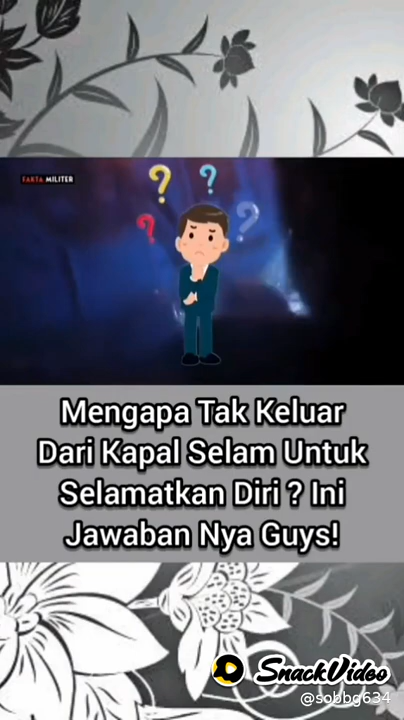 FAKTA MILITER
? ? ? ?
Mengapa Tak Keluar
Dari Kapal Selam Untuk
Selamatkan Diri ? Ini
Jawaban Nya Guys!
SnackVideo
@sobbg634